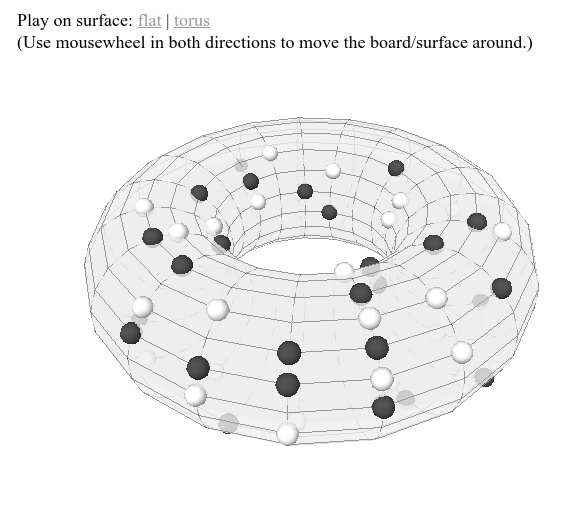 Play on surface: flat | torus
(Use mousewheel in both directions to move the board/surface around.)